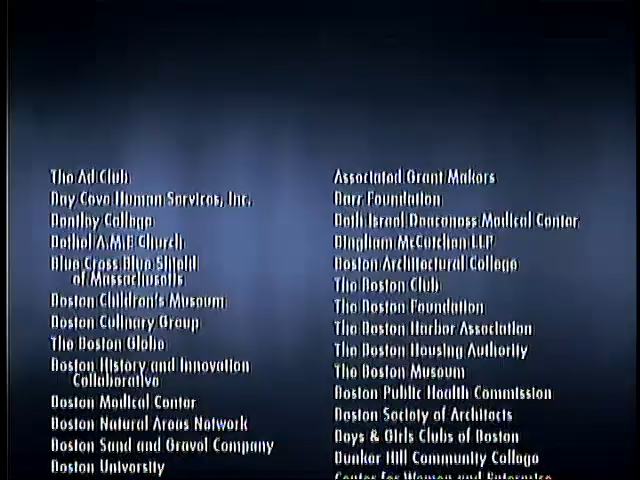 The Ad Club
Bay Cove Human Services, Inc.
Bentley College
Bethel A.M.E Church
Blue Cross Blue Shield
of Massachusetts
Boston Children's Museum
Boston Culinary Group
The Boston Globe
Boston History and Innovation
Collaborative
Boston Medical Center
Boston Natural Areas Network
Boston Sand and Gravel Company
Boston University
Associated Grant Makers
Barr Foundation
Beth Israel Deaconess Medical Center
Bingham McCutchen LLP
Boston Architectural College
The Boston Club
The Boston Foundation
The Boston Harbor Association
The Boston Housing Authority
The Boston Museum
Boston Public Health Commission
Boston Society of Architects
Boys & Girls Clubs of Boston
Bunker Hill Community College
Center for Women and Enterprise